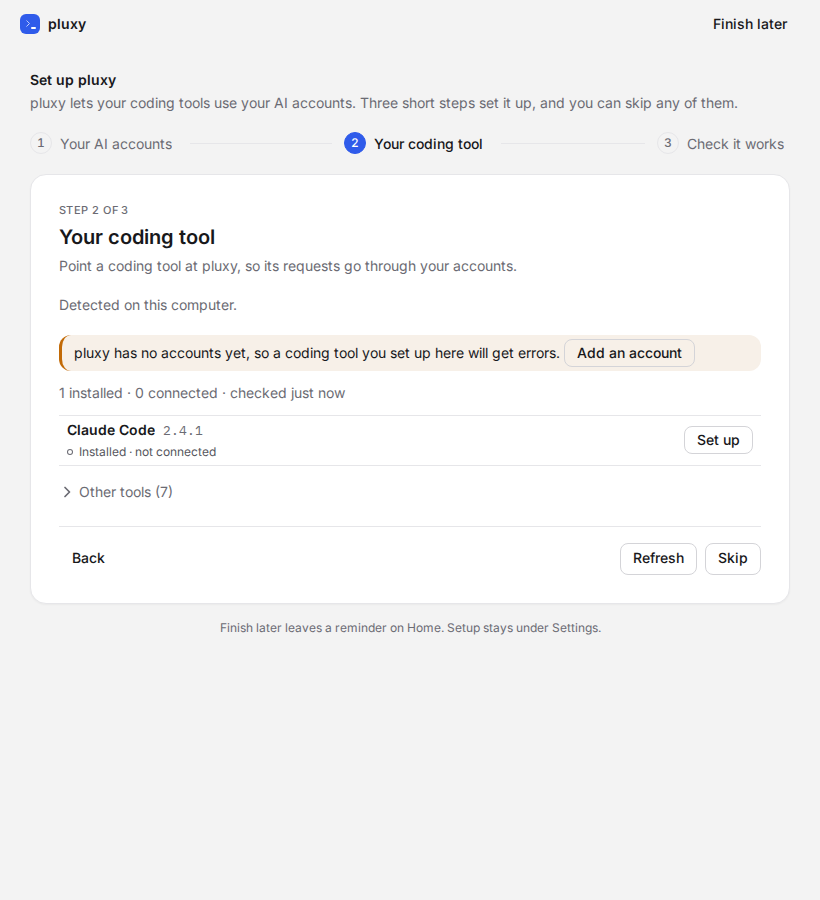 pluxy
Finish later
Set up pluxy
pluxy lets your coding tools use your AI accounts. Three short steps set it up, and you can skip any of them.
1 Your AI accounts
2 Your coding tool
3 Check it works
STEP 2 OF 3
Your coding tool
Point a coding tool at pluxy, so its requests go through your accounts.
Detected on this computer.
pluxy has no accounts yet, so a coding tool you set up here will get errors. Add an account
1 installed · 0 connected · checked just now
Claude Code 2.4.1
Installed · not connected
Set up
Other tools (7)
Back
Refresh
Skip
Finish later leaves a reminder on Home. Setup stays under Settings.